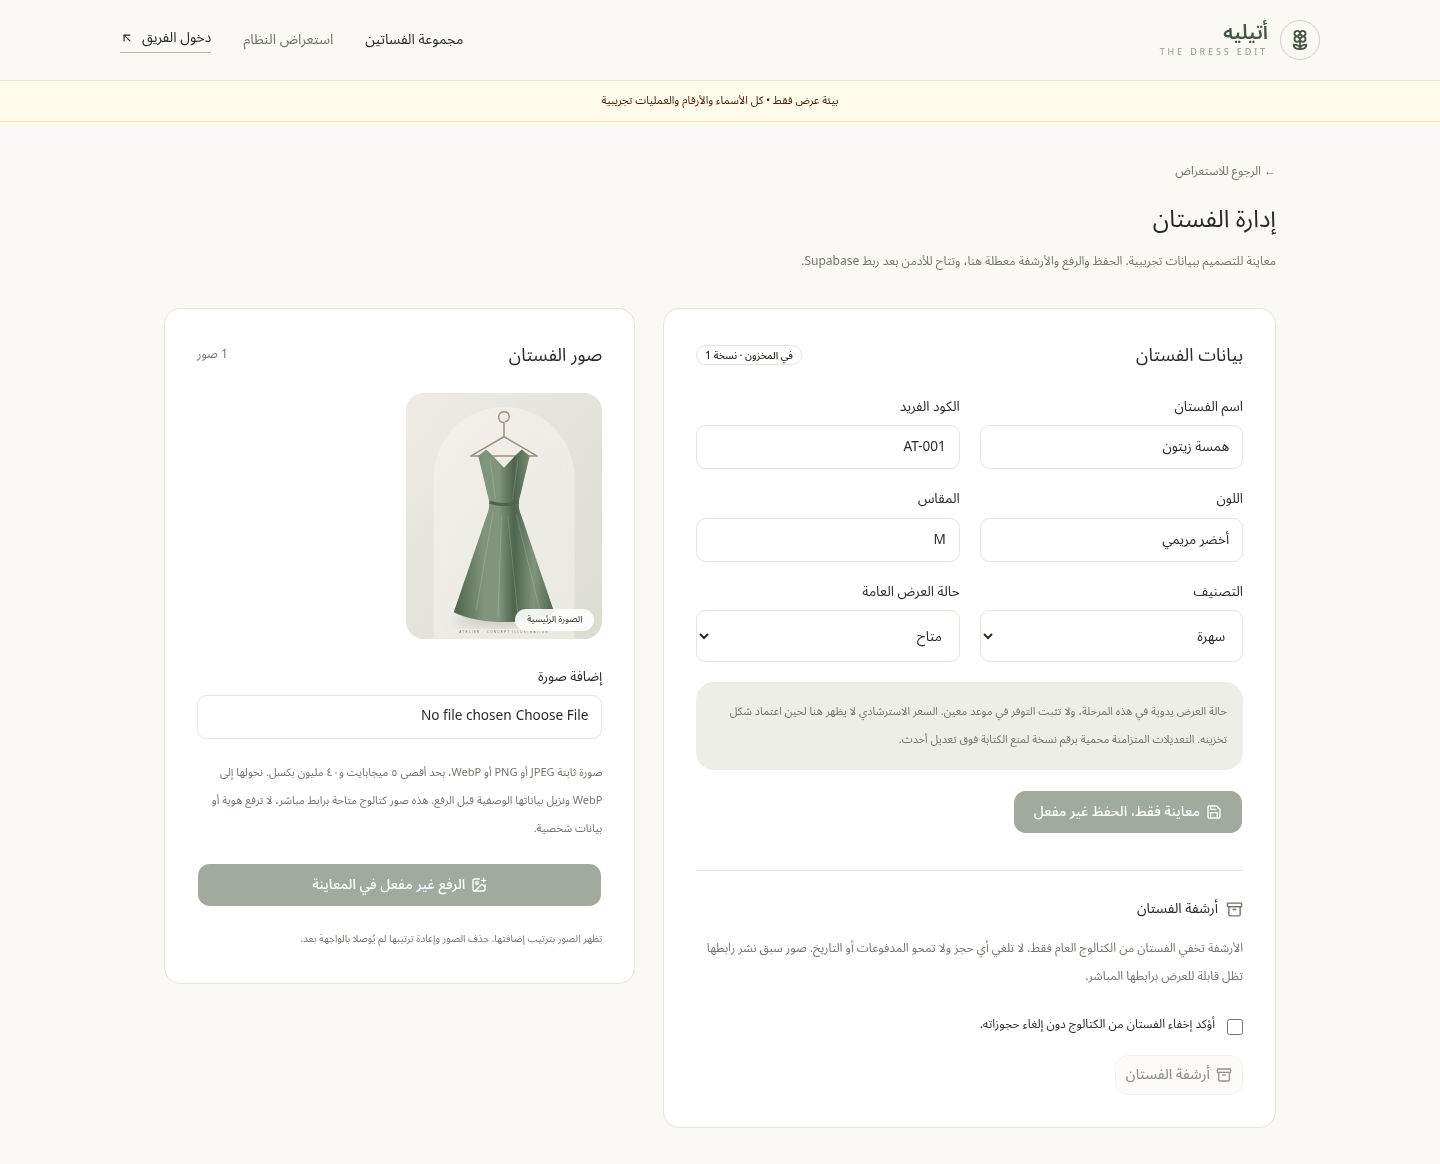 أتيليه
THE DRESS EDIT
مجموعة الفساتين
استعراض النظام
دخول الفريق
بيئة عرض فقط • كل الأسماء والأرقام والعمليات تجريبية
← الرجوع للاستعراض
إدارة الفستان
معاينة للتصميم ببيانات تجريبية. الحفظ والرفع والأرشفة معطلة هنا، وتتاح للأدمن بعد ربط Supabase.
بيانات الفستان
في المخزون · نسخة 1
اسم الفستان
الكود الفريد
همسة زيتون
AT-001
اللون
المقاس
أخضر مريمي
M
التصنيف
حالة العرض العامة
سهرة
متاح
حالة العرض يدوية في هذه المرحلة، ولا تثبت التوفر في موعد معين. السعر الاسترشادي لا يظهر هنا لحين اعتماد شكل
تخزينه. التعديلات المتزامنة محمية برقم نسخة لمنع الكتابة فوق تعديل أحدث.
معاينة فقط، الحفظ غير مفعل
أرشفة الفستان
الأرشفة تخفي الفستان من الكتالوج العام فقط. لا تلغي أي حجز ولا تمحو المدفوعات أو التاريخ. صور سبق نشر رابطها
تظل قابلة للعرض برابطها المباشر.
أؤكد إخفاء الفستان من الكتالوج دون إلغاء حجوزاته.
أرشفة الفستان
صور الفستان
1 صور
الصورة الرئيسية
ATELIER · CONCEPT ILLUSTRATION
إضافة صورة
No file chosen Choose File
صورة ثابتة JPEG أو PNG أو WebP، بحد أقصى ٥ ميجابايت و٤٠ مليون بكسل. نحولها إلى
WebP ونزيل بياناتها الوصفية قبل الرفع. هذه صور كتالوج متاحة برابط مباشر، لا ترفع هوية أو
بيانات شخصية.
الرفع غير مفعل في المعاينة
تظهر الصور بترتيب إضافتها. حذف الصور وإعادة ترتيبها لم يُوصلا بالواجهة بعد.